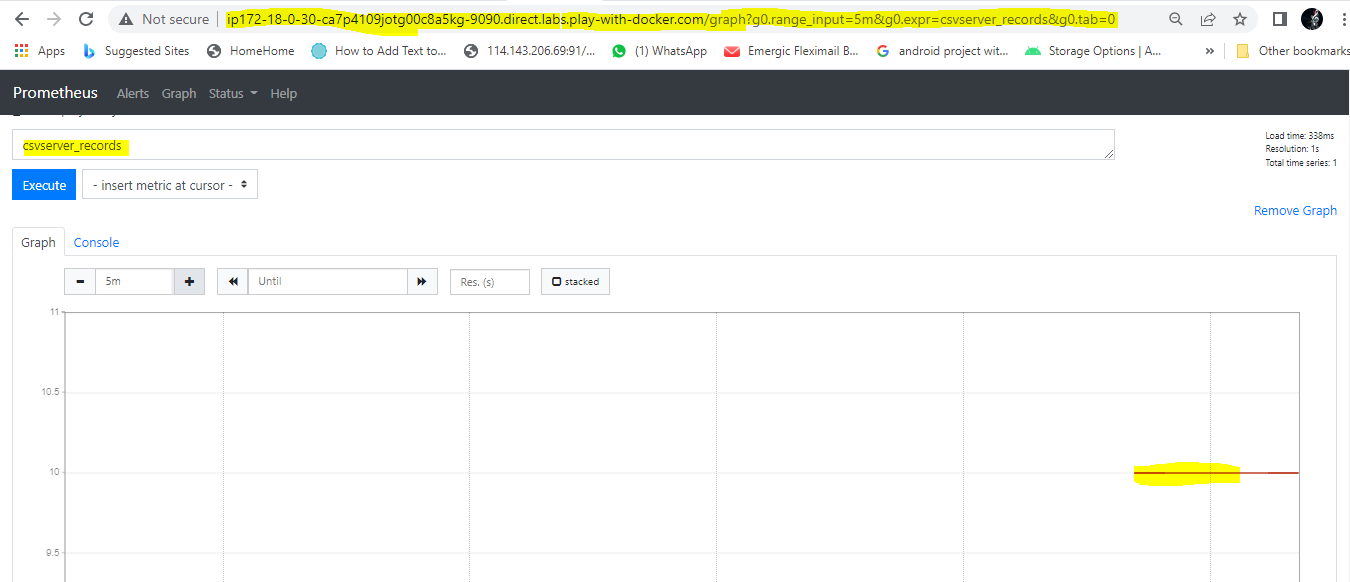 Not secure ip172-18-0-30-ca7p4109jotg00c8a5kg-9090.direct.labs.play-with-docker.com/graph?g0.range_input=5m&g0.expr=csvserver_records&g0.tab=0
Apps Suggested Sites HomeHome How to Add Text to... 114.143.206.69:91/... (1) WhatsApp Emergic Fleximail B... android project wit... Storage Options | A... » Other bookmarks
Prometheus Alerts Graph Status Help
csvserver_records
Load time: 338ms
Resolution: 1s
Total time series: 1
Execute - insert metric at cursor -
Remove Graph
Graph Console
5m Until Res. (s) stacked
11
10.5
10
9.5